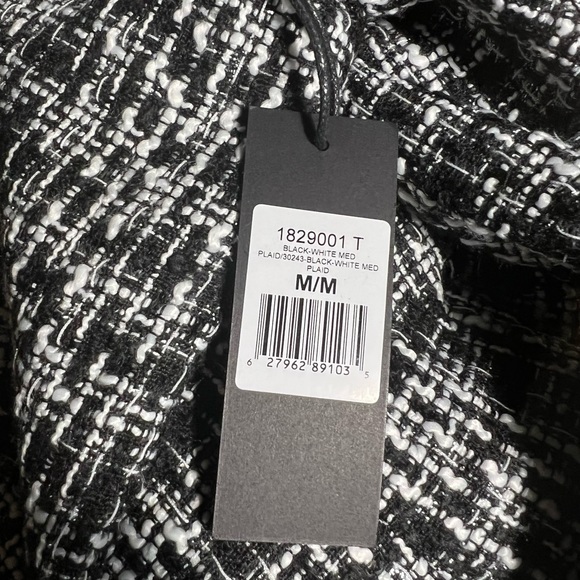 1829001 T
BLACK-WHITE MED
PLAID/30243-BLACK-WHITE MED
PLAID
M/M
6 27962 89103 5